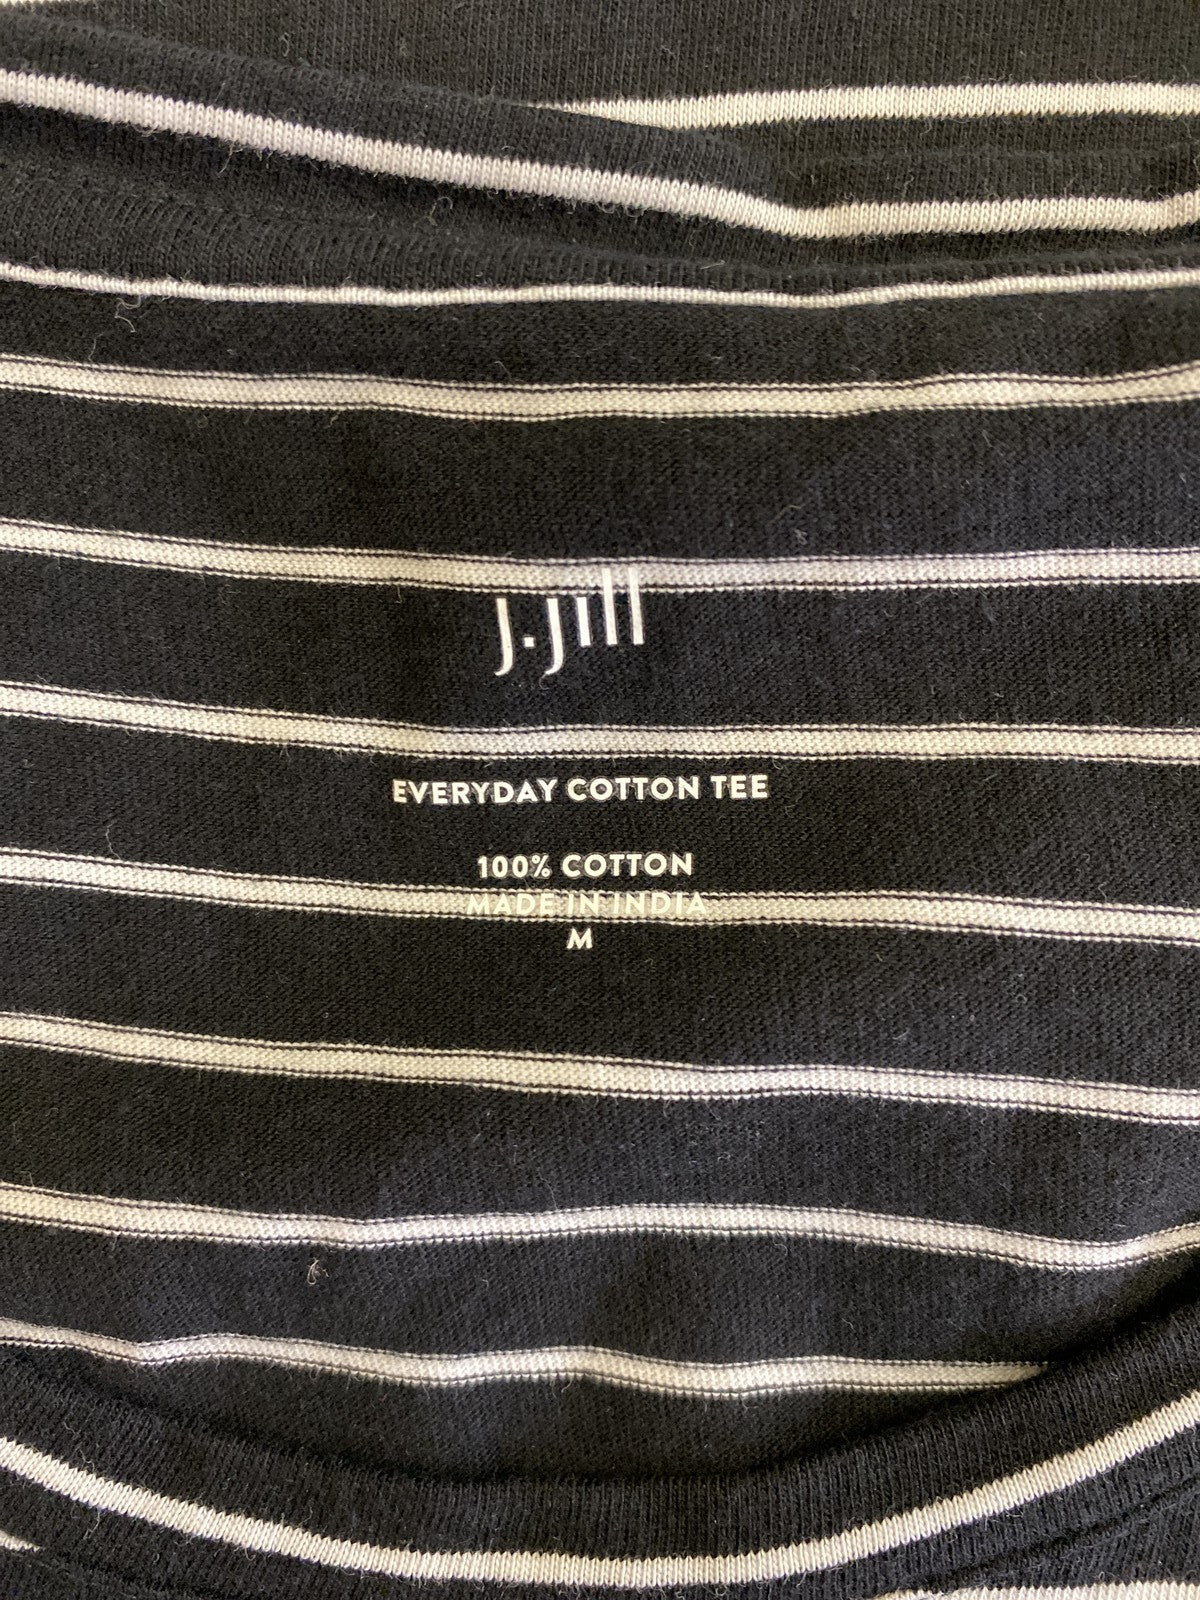 J.Jill
EVERYDAY COTTON TEE
100% COTTON
MADE IN INDIA
M